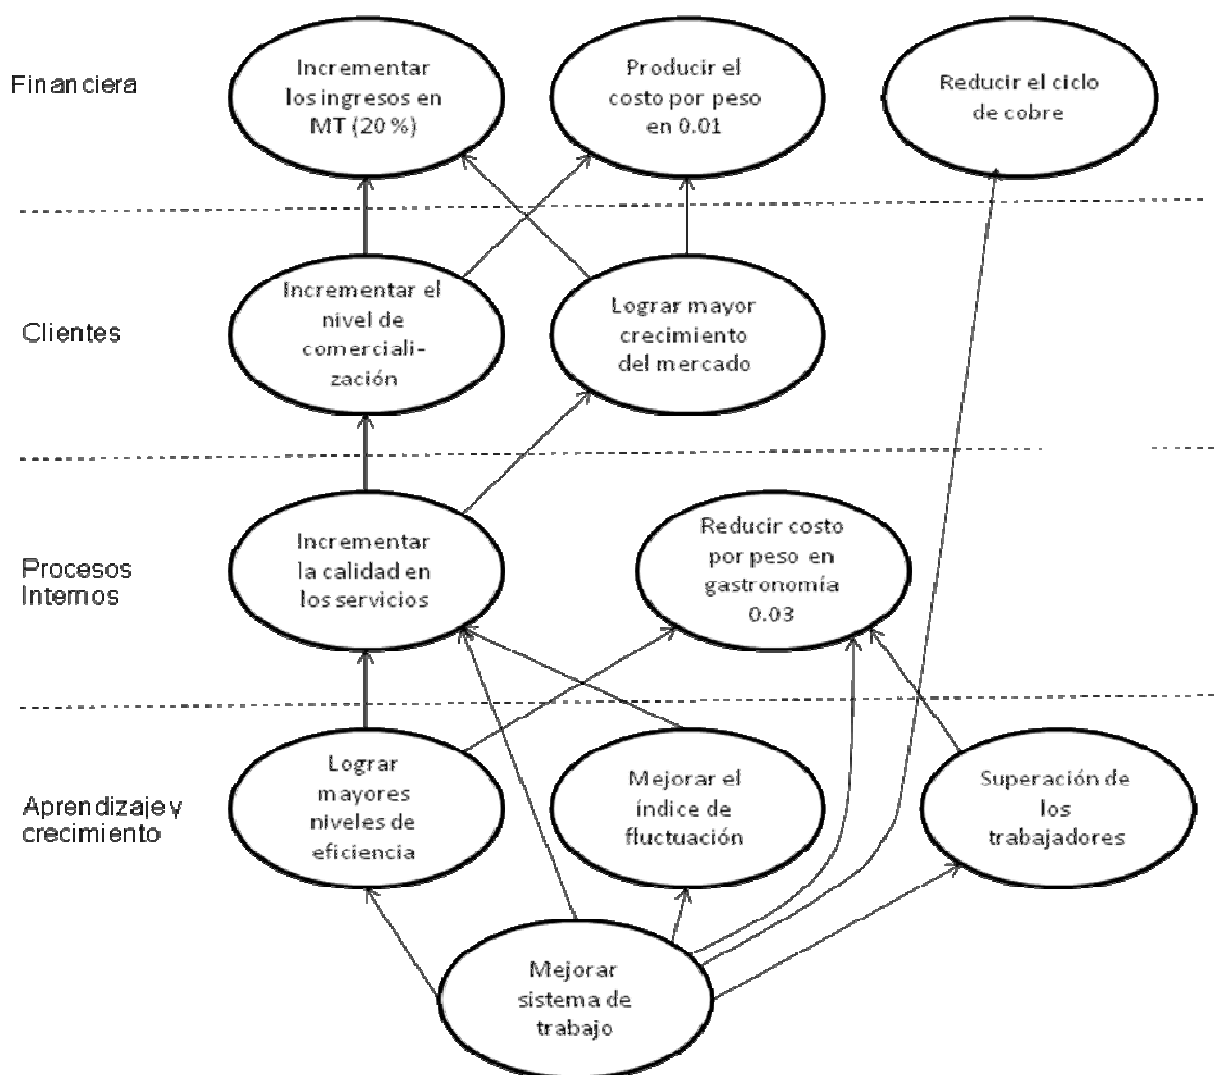 Financiera
Incrementar
los ingresos en
MT (20 %)
Producir el
costo por peso
en 0.01
Reducir el ciclo
de cobre
Clientes
Incrementar el
nivel de
comerciali-
zación
Lograr mayor
crecimiento
del mercado
Procesos
Internos
Incrementar
la calidad en
los servicios
Reducir costo
por peso en
gastronomía
0.03
Aprendizaje y
crecimiento
Lograr
mayores
niveles de
eficiencia
Mejorar el
índice de
fluctuación
Superación de
los
trabajadores
Mejorar
sistema de
trabajo